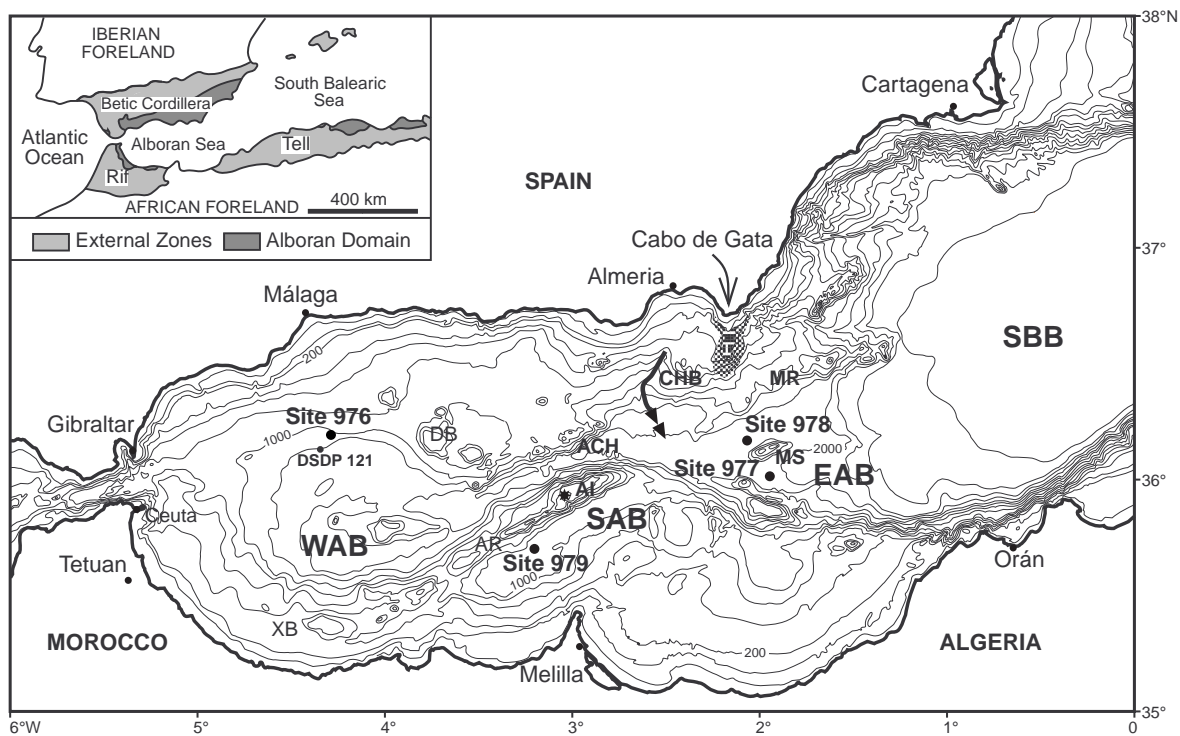 IBERIAN
FORELAND
South Balearic
Sea
Betic Cordillera
Atlantic
Ocean
Alboran Sea
Tell
Rif
AFRICAN FORELAND
400 km
External Zones
Alboran Domain
38°N
Cartagena
SPAIN
37°
Cabo de Gata
Almeria
Málaga
200
SBB
CHB
MR
Gibraltar
Site 976
1000
DB
DSDP 121
ACH
Site 978
2000
MS
Site 977
EAB
36°
AI
Ceuta
SAB
WAB
AR
Site 979
1000
Tetuan
Orán
XB
MOROCCO
ALGERIA
200
Melilla
35°
6°W
5°
4°
3°
2°
1°
0